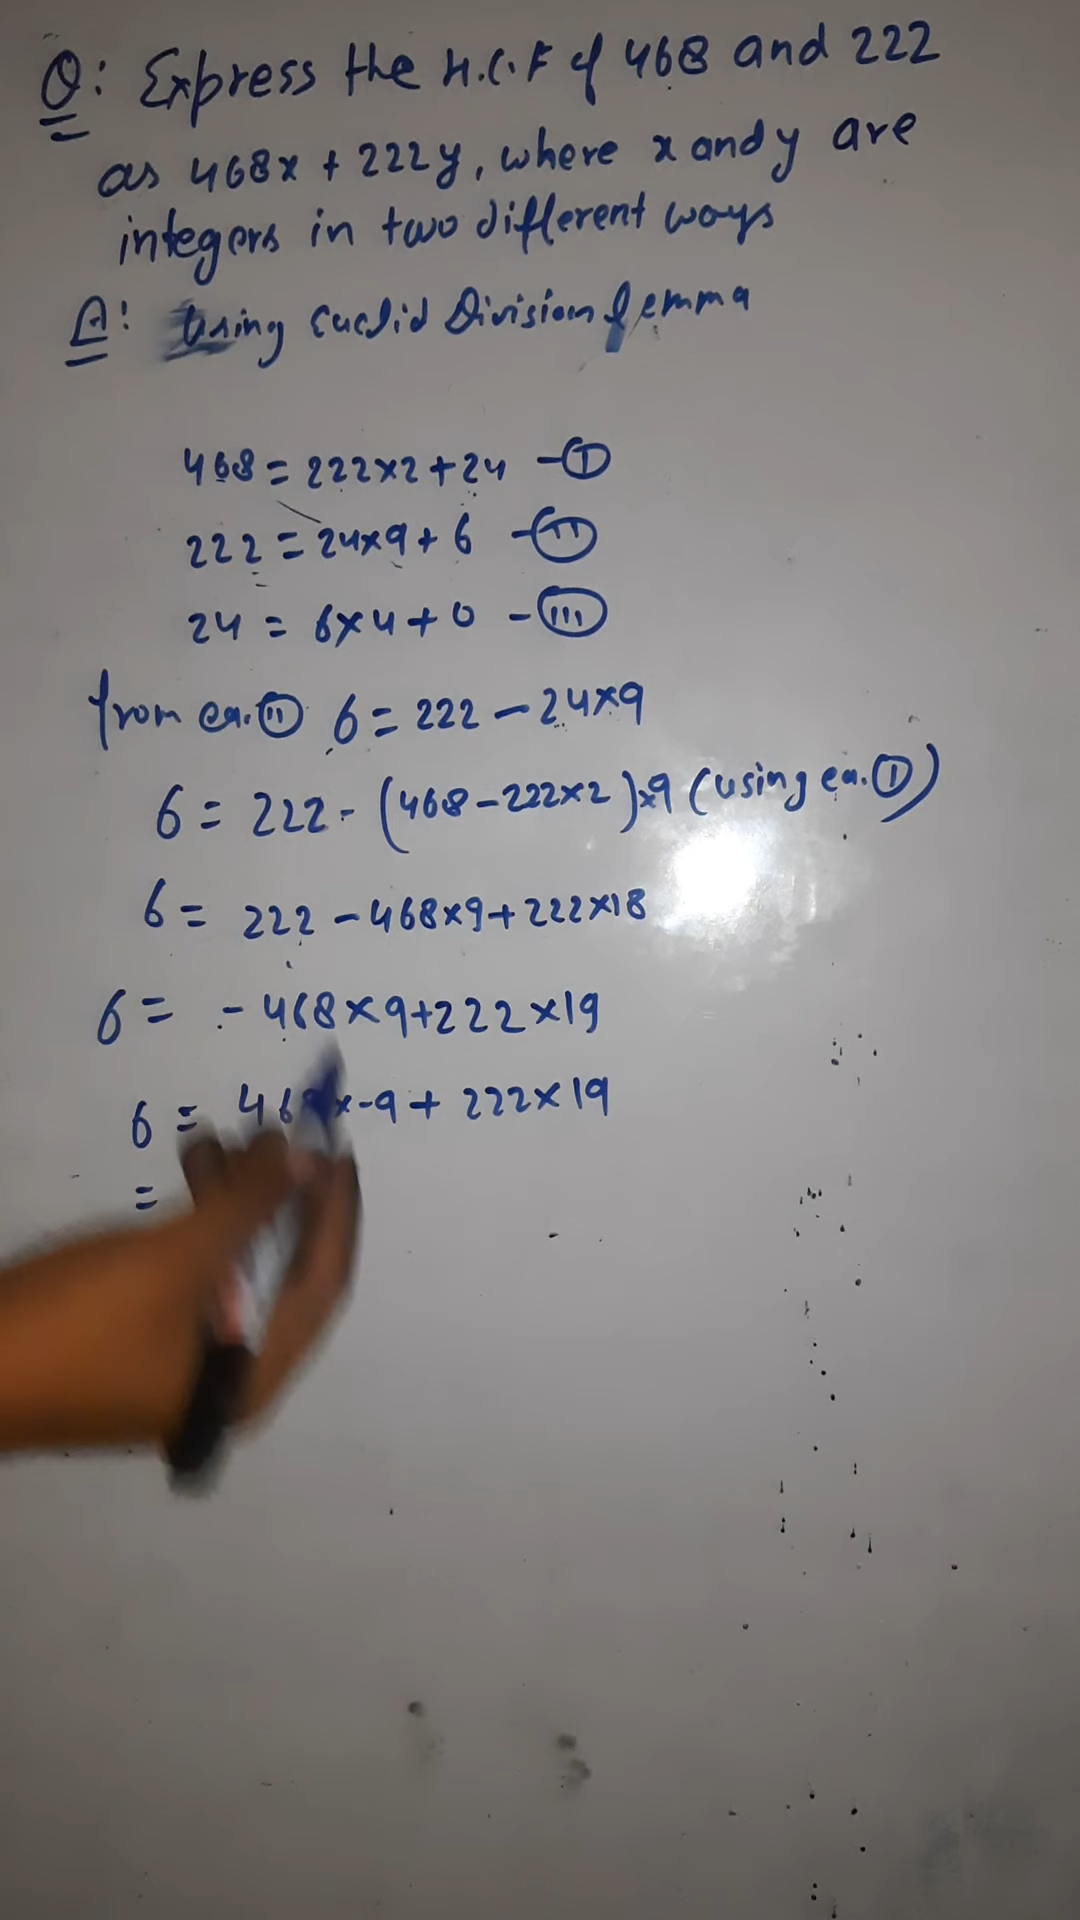 Q: Express the H.C.F of 468 and 222
as 468x + 222y, where x and y are
integers in two different ways
A: Using Euclid Division Lemma
468 = 222×2+24 -(I)
222 = 24×9+6 -(II)
24 = 6×4+0 -(III)
from eq.(II) 6 = 222 - 24×9
6 = 222 - (468-222×2)×9 (using eq.(I))
6 = 222 - 468×9+222×18
6 = -468×9+222×19
6 = 468×-9 + 222×19
=